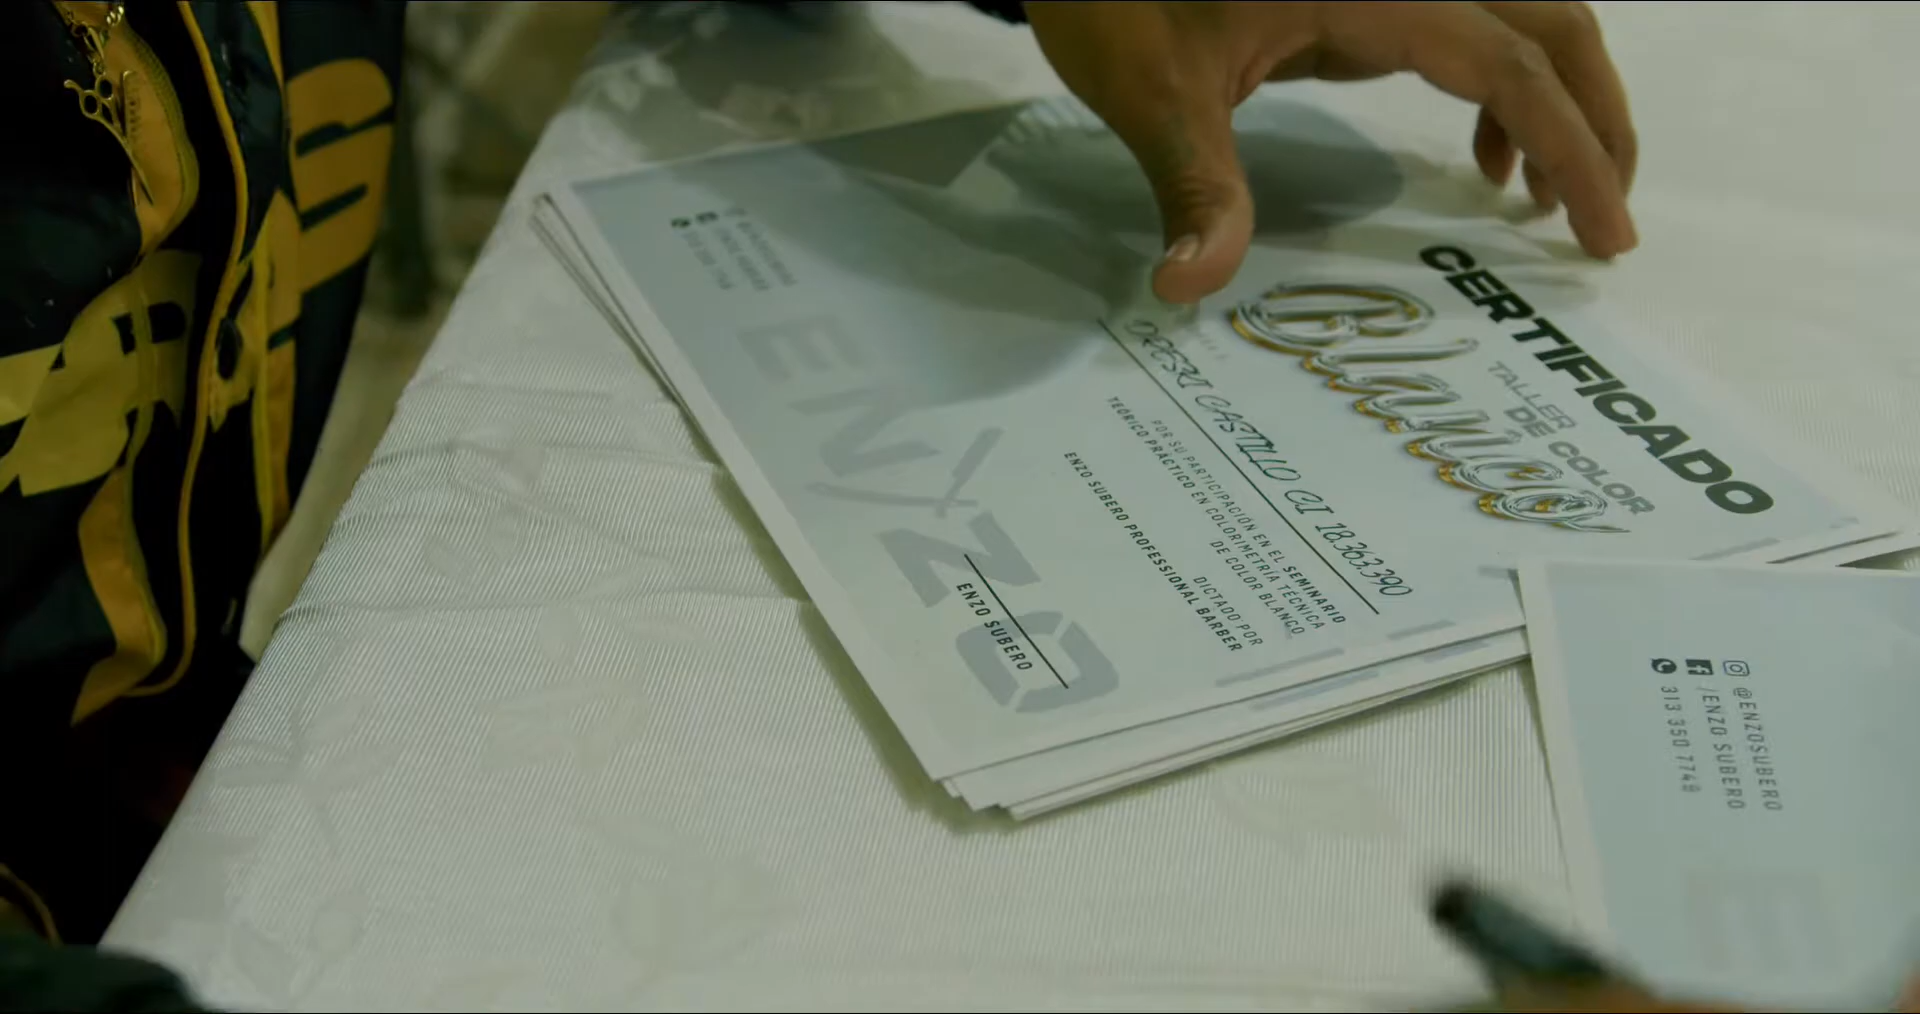 CERTIFICADO
TALLER
DE COLOR
Blanco
DRESKI CASTILLO CI 18.363.390
POR SU PARTICIPACIÓN EN EL SEMINARIO
TEÓRICO PRÁCTICO EN COLORIMETRÍA TÉCNICA
DE COLOR BLANCO
DICTADO POR
ENZO SUBERO PROFESSIONAL BARBER
ENZO
ENZO SUBERO
@ENZOSUBERO
/ENZO SUBERO
313 350 7748
E